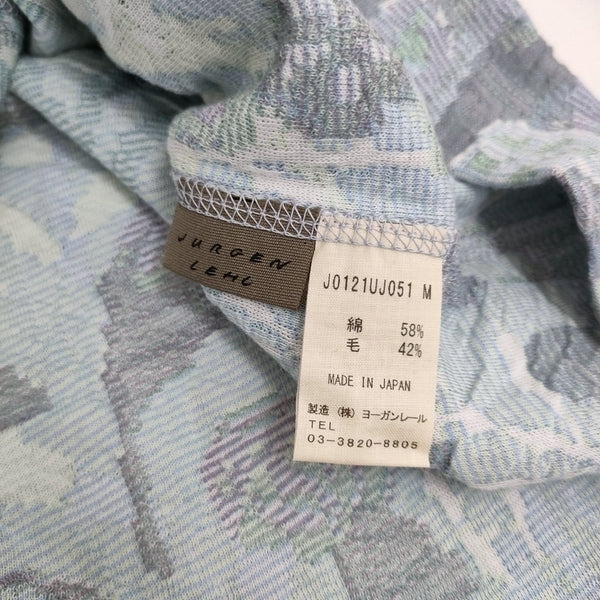 JURGEN
LEHL
J0121UJ051 M
綿 58%
毛 42%
MADE IN JAPAN
製造 (株) ヨーガンレール
TEL
03-3820-8805